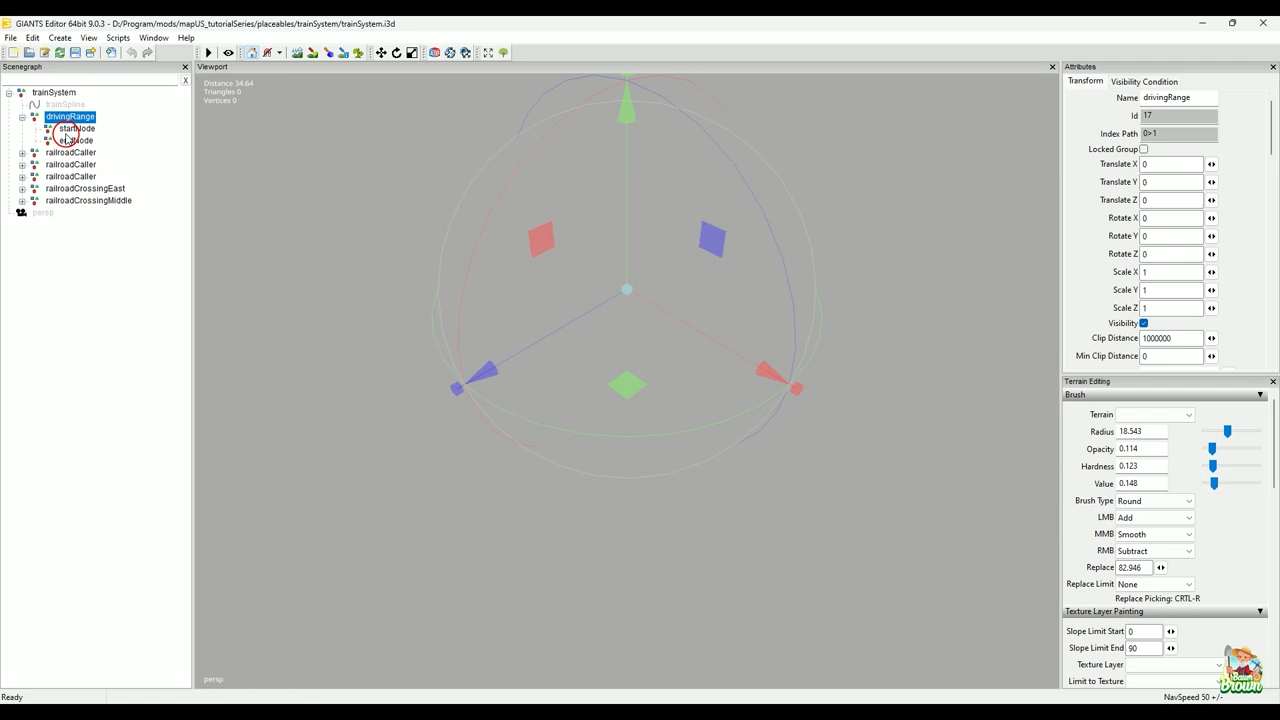 GIANTS Editor 64bit - 9.0.3 - D:/Program/mods/mapUS_tutorialSeries/placeables/trainSystem/trainSystem.i3d
File Edit Create View Scripts Window Help
Scenegraph
X
trainSystem
trainSpline
drivingRange
startNode
endNode
railroadCaller
railroadCaller
railroadCaller
railroadCrossingEast
railroadCrossingMiddle
persp
Viewport
Distance 34.64
Triangles 0
Vertices 0
persp
Attributes
Transform Visibility Condition
Name drivingRange
Id 17
Index Path 0>1
Locked Group
Translate X 0
Translate Y 0
Translate Z 0
Rotate X 0
Rotate Y 0
Rotate Z 0
Scale X 1
Scale Y 1
Scale Z 1
Visibility
Clip Distance 1000000
Min Clip Distance 0
Terrain Editing
Brush
Terrain
Radius 18.543
Opacity 0.114
Hardness 0.123
Value 0.148
Brush Type Round
LMB Add
MMB Smooth
RMB Subtract
Replace 82.946
Replace Limit None
Replace Picking: CRTL-R
Texture Layer Painting
Slope Limit Start 0
Slope Limit End 90
Texture Layer
Limit to Texture
Brown
Ready
NavSpeed 50 +/-